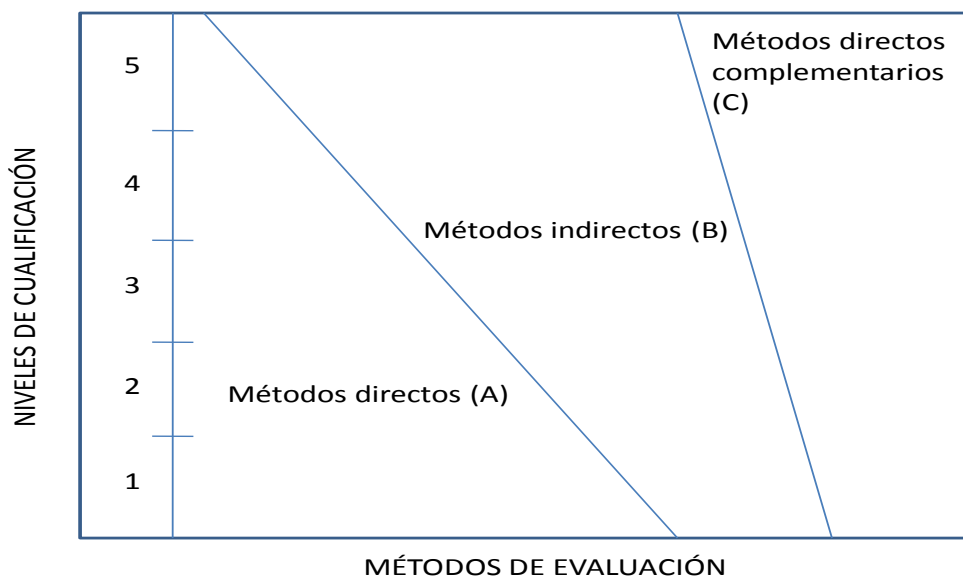 NIVELES DE CUALIFICACIÓN
5
4
3
2
1
Métodos directos (A)
Métodos indirectos (B)
Métodos directos
complementarios
(C)
MÉTODOS DE EVALUACIÓN